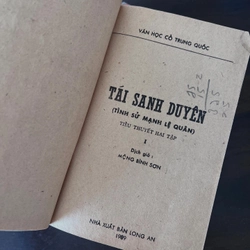 VĂN HỌC CỔ TRUNG QUỐC
TÁI SANH DUYÊN
(TÌNH SỬ MẠNH LỆ QUÂN)
TIỂU THUYẾT HAI TẬP
I
Dịch giả :
MỘNG BÌNH SƠN
NHÀ XUẤT BẢN LONG AN
1989